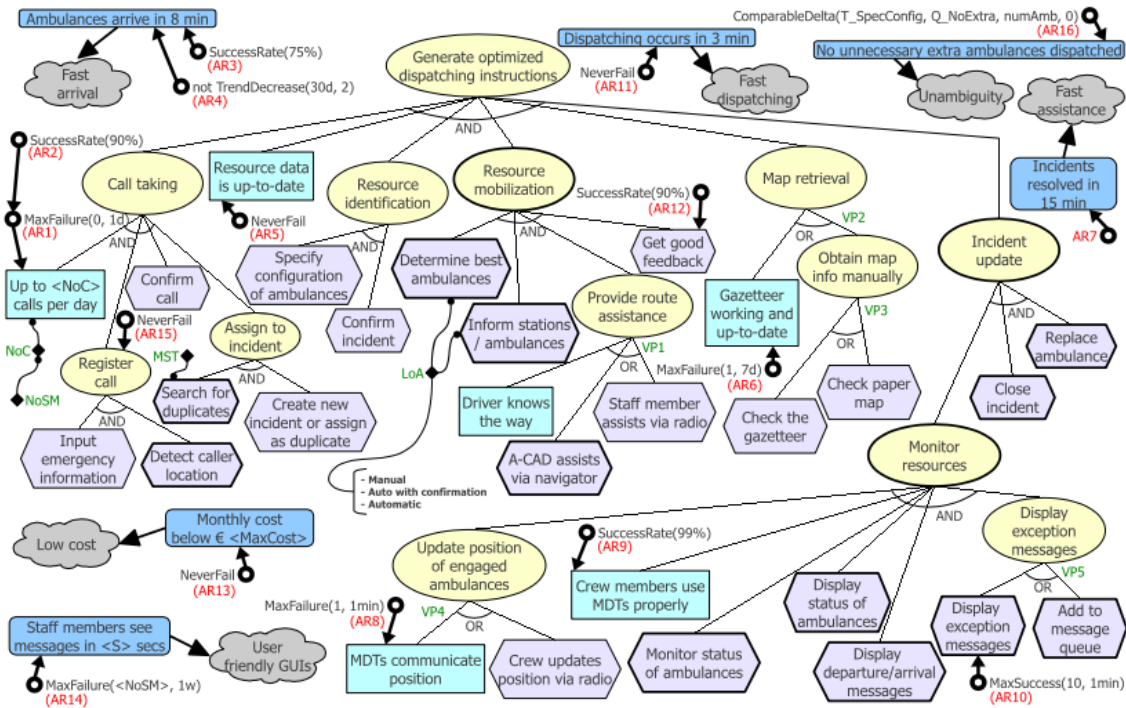 Ambulances arrive in 8 min
SuccessRate(75%)
(AR3)
Fast
arrival
not TrendDecrease(30d, 2)
(AR4)
Generate optimized
dispatching instructions
Dispatching occurs in 3 min
NeverFail
(AR11)
Fast
dispatching
ComparableDelta(T_SpecConfig, Q_NoExtra, numAmb, 0)
(AR16)
No unnecessary extra ambulances dispatched
Unambiguity
Fast
assistance
AND
SuccessRate(90%)
(AR2)
Call taking
Resource data
is up-to-date
Resource
identification
Resource
mobilization
SuccessRate(90%)
(AR12)
Map retrieval
Incidents
resolved in
15 min
MaxFailure(0, 1d)
(AR1)
AND
NeverFail
(AR5)
AND
AND
VP2
OR
AR7
Up to <NoC>
calls per day
Confirm
call
Specify
configuration
of ambulances
Determine best
ambulances
Get good
feedback
Obtain map
info manually
Incident
update
NeverFail
(AR15)
Assign to
incident
Confirm
incident
Inform stations
/ ambulances
Provide route
assistance
Gazetteer
working and
up-to-date
VP3
AND
NoC
MST
Register
call
LoA
VP1
OR
MaxFailure(1, 7d)
(AR6)
OR
Replace
ambulance
NoSM
Search for
duplicates
AND
Create new
incident or assign
as duplicate
Driver knows
the way
Staff member
assists via radio
Check the
gazetteer
Check paper
map
Close
incident
AND
Input
emergency
information
Detect caller
location
A-CAD assists
via navigator
Monitor
resources
- Manual
- Auto with confirmation
- Automatic
AND
Low cost
Monthly cost
below € <MaxCost>
NeverFail
(AR13)
Update position
of engaged
ambulances
SuccessRate(99%)
(AR9)
Crew members use
MDTs properly
Display
exception
messages
VP5
OR
Display
status of
ambulances
Display
exception
messages
Add to
message
queue
MaxFailure(1, 1min)
(AR8)
VP4
OR
Staff members see
messages in <S> secs
User
friendly GUIs
MDTs communicate
position
Crew updates
position via radio
Monitor status
of ambulances
Display
departure/arrival
messages
MaxFailure(<NoSM>, 1w)
(AR14)
MaxSuccess(10, 1min)
(AR10)